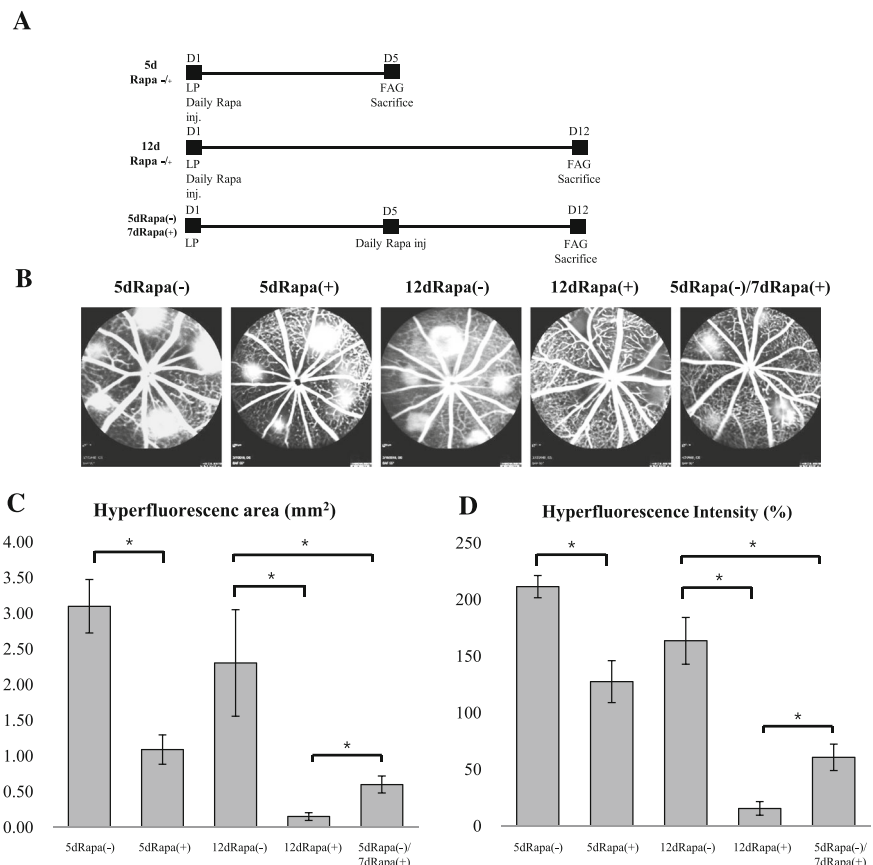 A
5d
Rapa -/+
D1
D5
LP
Daily Rapa
inj.
FAG
Sacrifice
12d
Rapa -/+
D1
D12
LP
Daily Rapa
inj.
FAG
Sacrifice
5dRapa(-)
7dRapa(+)
D1
D5
D12
LP
Daily Rapa inj
FAG
Sacrifice
B
5dRapa(-) 5dRapa(+) 12dRapa(-) 12dRapa(+) 5dRapa(-)/7dRapa(+)
C
Hyperfluorescenc area (mm²)
4.00
3.50
3.00
2.50
2.00
1.50
1.00
0.50
0.00
* * * *
5dRapa(-) 5dRapa(+) 12dRapa(-) 12dRapa(+) 5dRapa(-)/
7dRapa(+)
D
Hyperfluorescence Intensity (%)
250
200
150
100
50
0
* * * *
5dRapa(-) 5dRapa(+) 12dRapa(-) 12dRapa(+) 5dRapa(-)/
7dRapa(+)